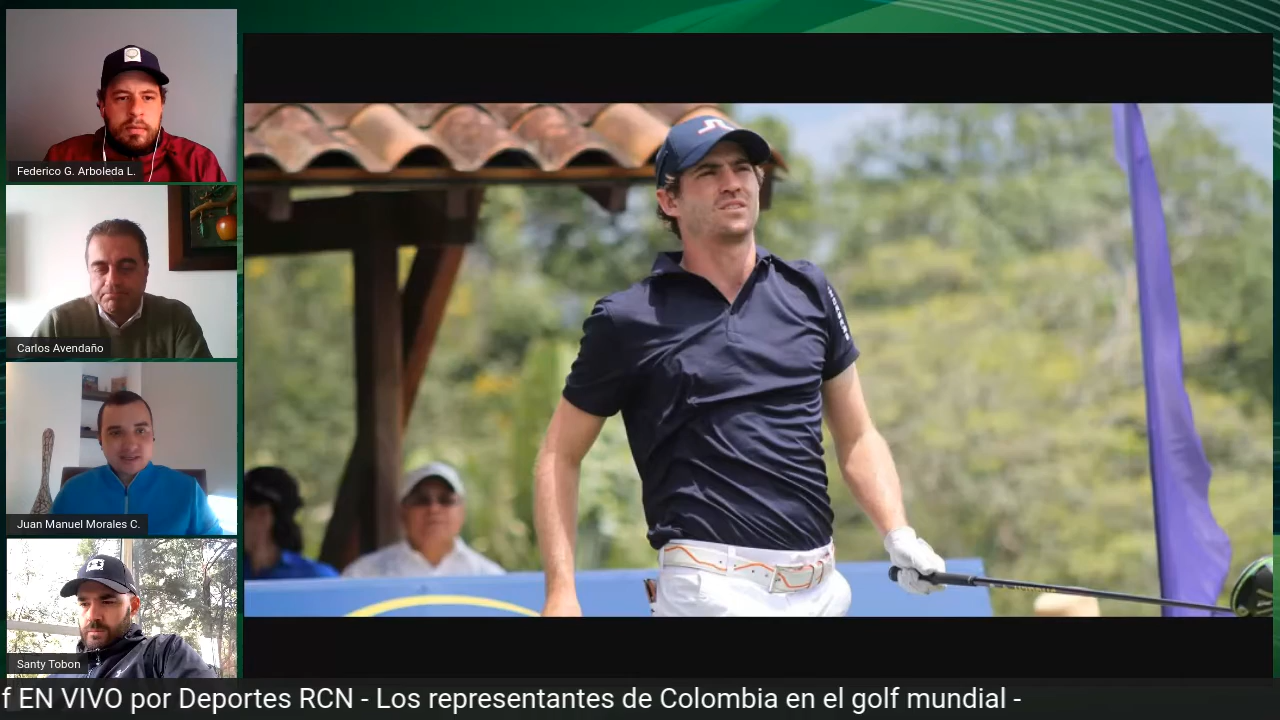 Federico G. Arboleda L.
Carlos Avendaño
Juan Manuel Morales C.
Santy Tobon
f EN VIVO por Deportes RCN - Los representantes de Colombia en el golf mundial -